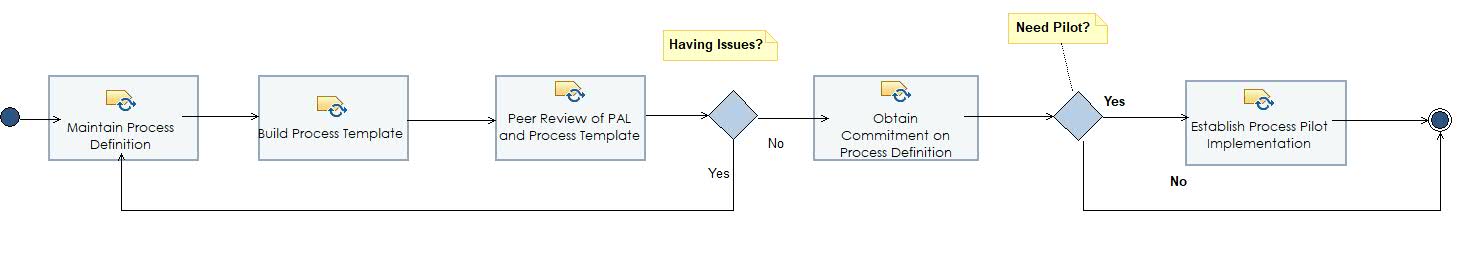 Maintain Process
Definition
Build Process Template
Peer Review of PAL
and Process Template
Having Issues?
No
Yes
Obtain
Commitment on
Process Definition
Need Pilot?
Yes
No
Establish Process Pilot
Implementation